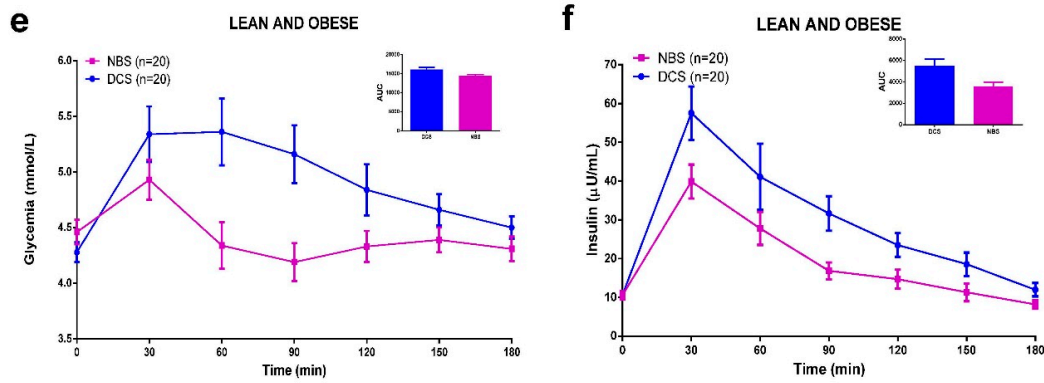 e
LEAN AND OBESE
NBS (n=20)
DCS (n=20)
Glycemia (mmol/L)
6.0
5.5
5.0
4.5
4.0
3.5
0 30 60 90 120 150 180
Time (min)
AUC
20000
15000
10000
5000
0
DCS NBS
f
LEAN AND OBESE
NBS (n=20)
DCS (n=20)
Insulin (µU/mL)
70
60
50
40
30
20
10
0
0 30 60 90 120 150 180
Time (min)
AUC
8000
6000
4000
2000
0
DCS NBS